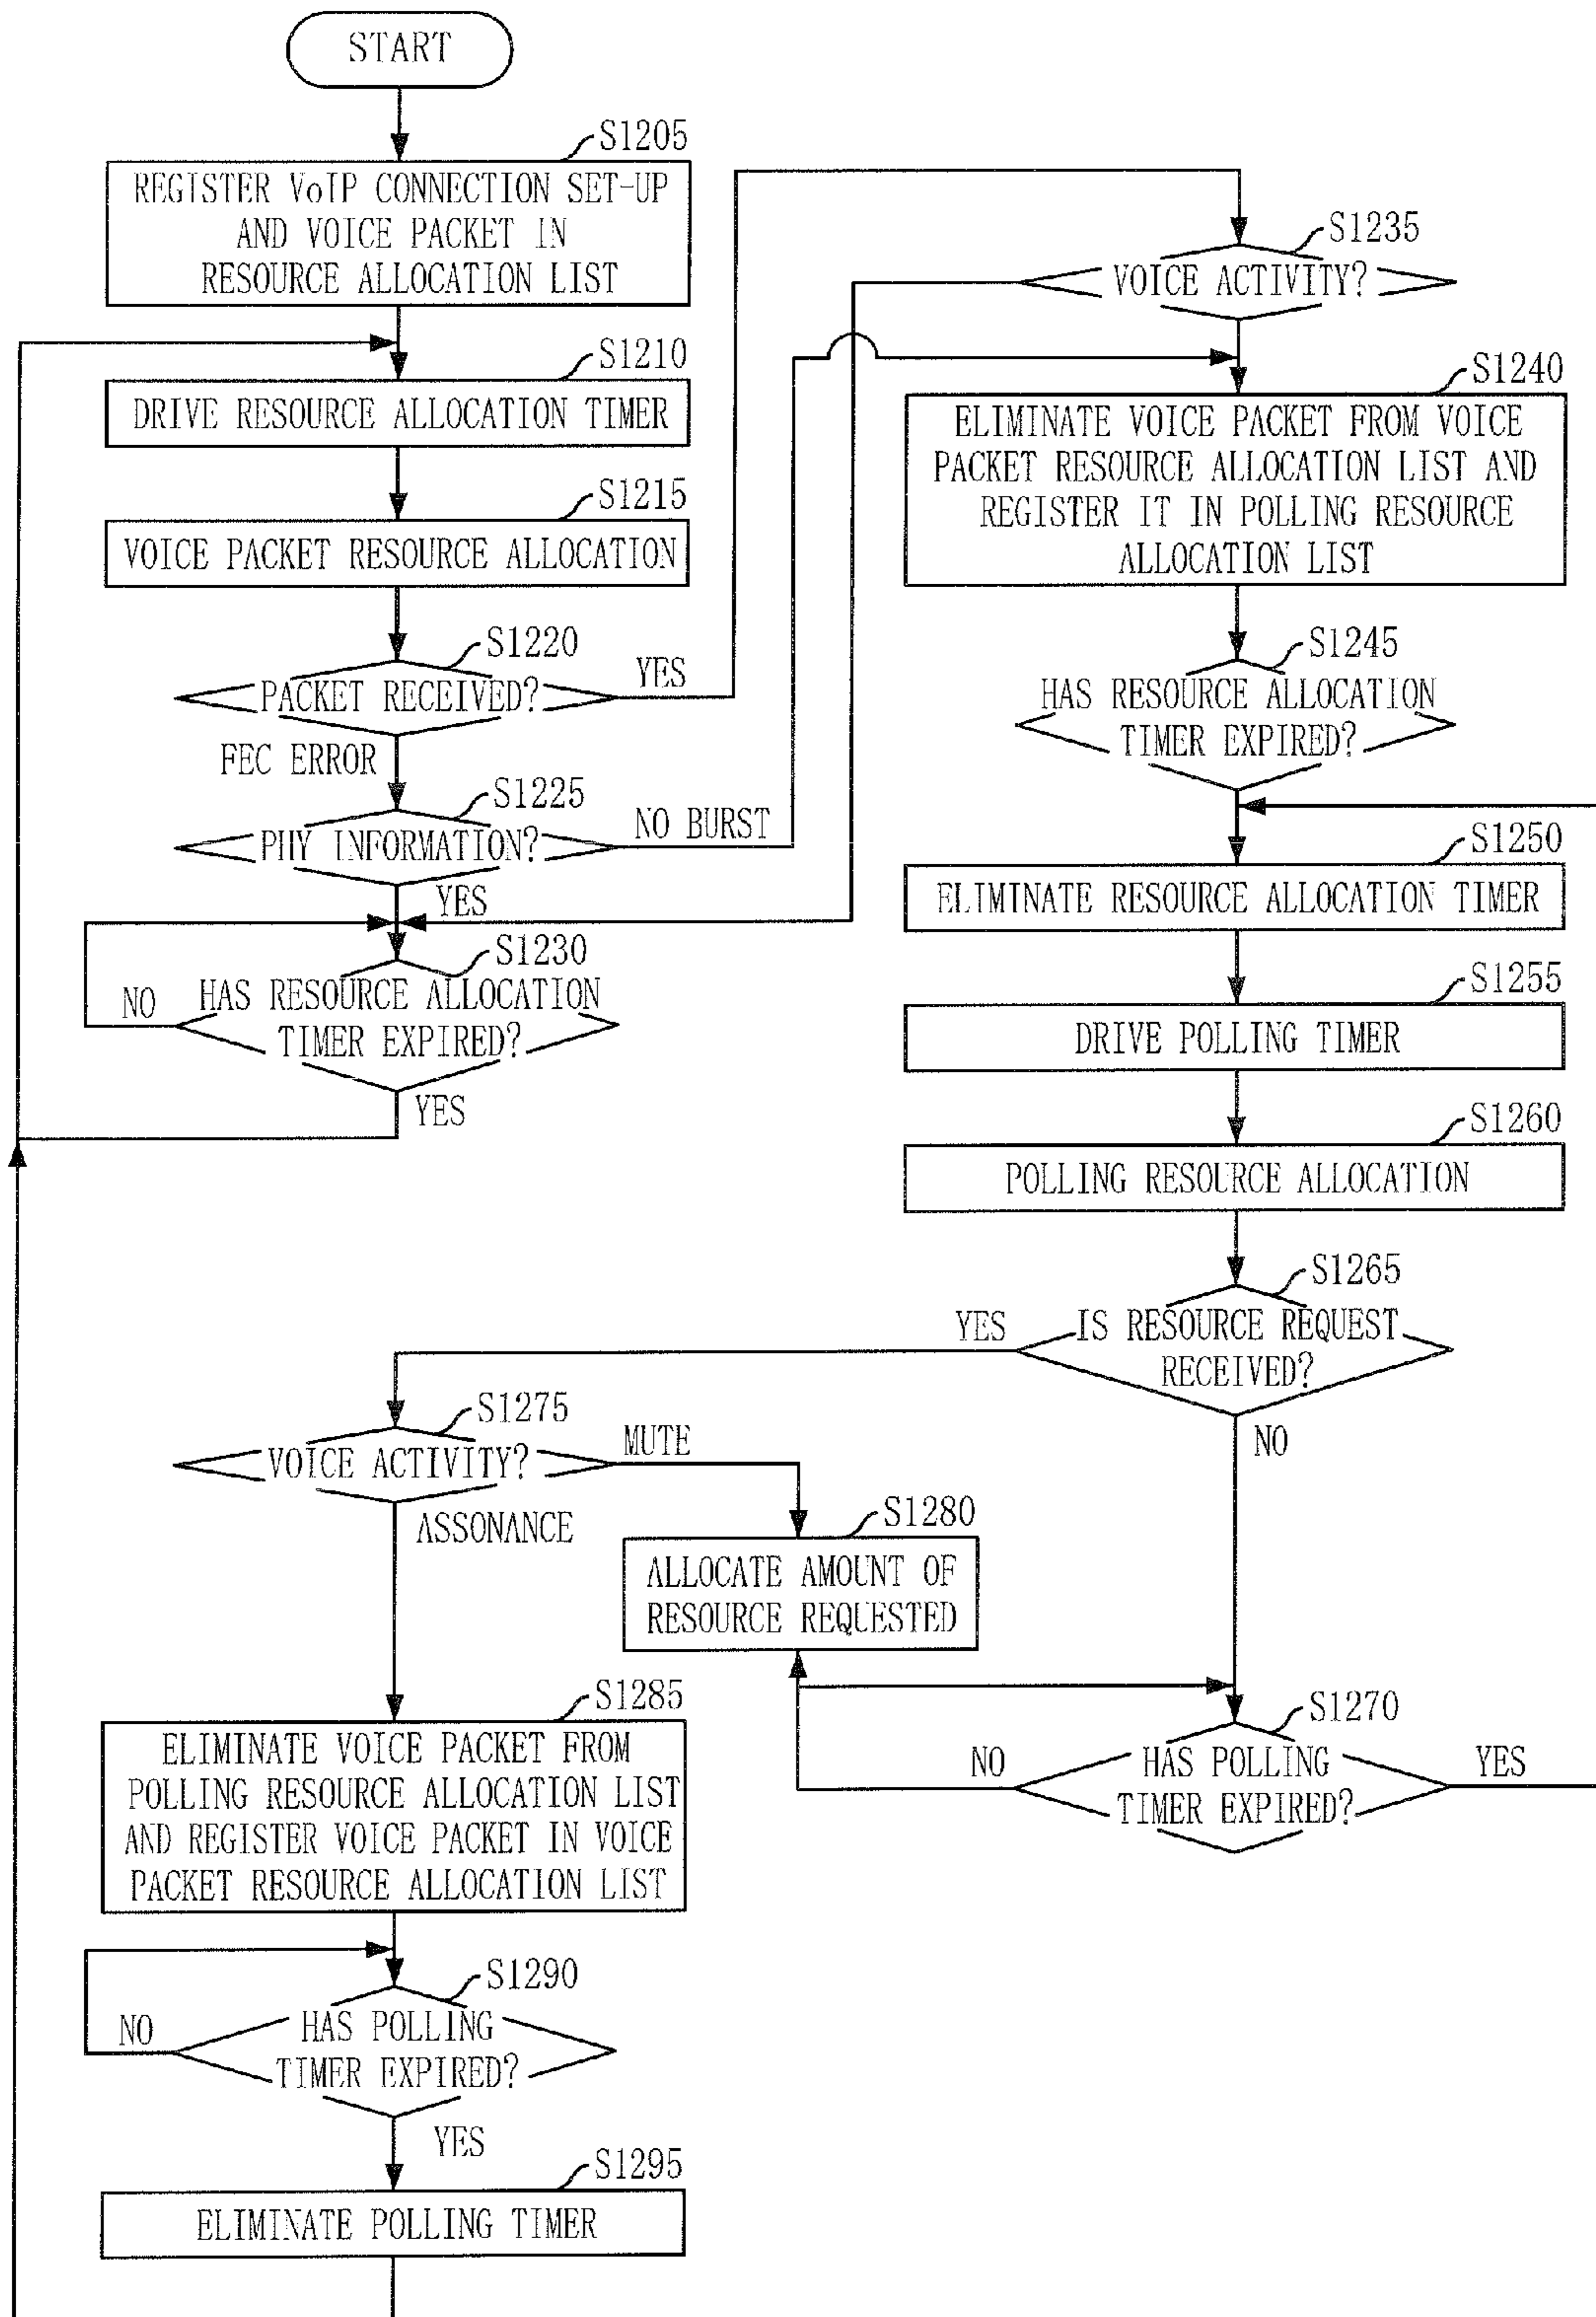 START
S1205
REGISTER VoIP CONNECTION SET-UP
AND VOICE PACKET IN
RESOURCE ALLOCATION LIST
S1210
DRIVE RESOURCE ALLOCATION TIMER
S1215
VOICE PACKET RESOURCE ALLOCATION
S1220
PACKET RECEIVED?
YES
FEC ERROR
S1225
PHY INFORMATION?
NO BURST
YES
S1230
HAS RESOURCE ALLOCATION
TIMER EXPIRED?
NO
YES
S1235
VOICE ACTIVITY?
S1240
ELIMINATE VOICE PACKET FROM VOICE
PACKET RESOURCE ALLOCATION LIST AND
REGISTER IT IN POLLING RESOURCE
ALLOCATION LIST
S1245
HAS RESOURCE ALLOCATION
TIMER EXPIRED?
S1250
ELIMINATE RESOURCE ALLOCATION TIMER
S1255
DRIVE POLLING TIMER
S1260
POLLING RESOURCE ALLOCATION
S1265
IS RESOURCE REQUEST
RECEIVED?
YES
NO
S1275
VOICE ACTIVITY?
MUTE
ASSONANCE
S1280
ALLOCATE AMOUNT OF
RESOURCE REQUESTED
S1270
HAS POLLING
TIMER EXPIRED?
NO
YES
S1285
ELIMINATE VOICE PACKET FROM
POLLING RESOURCE ALLOCATION LIST
AND REGISTER VOICE PACKET IN VOICE
PACKET RESOURCE ALLOCATION LIST
S1290
HAS POLLING
TIMER EXPIRED?
NO
YES
S1295
ELIMINATE POLLING TIMER